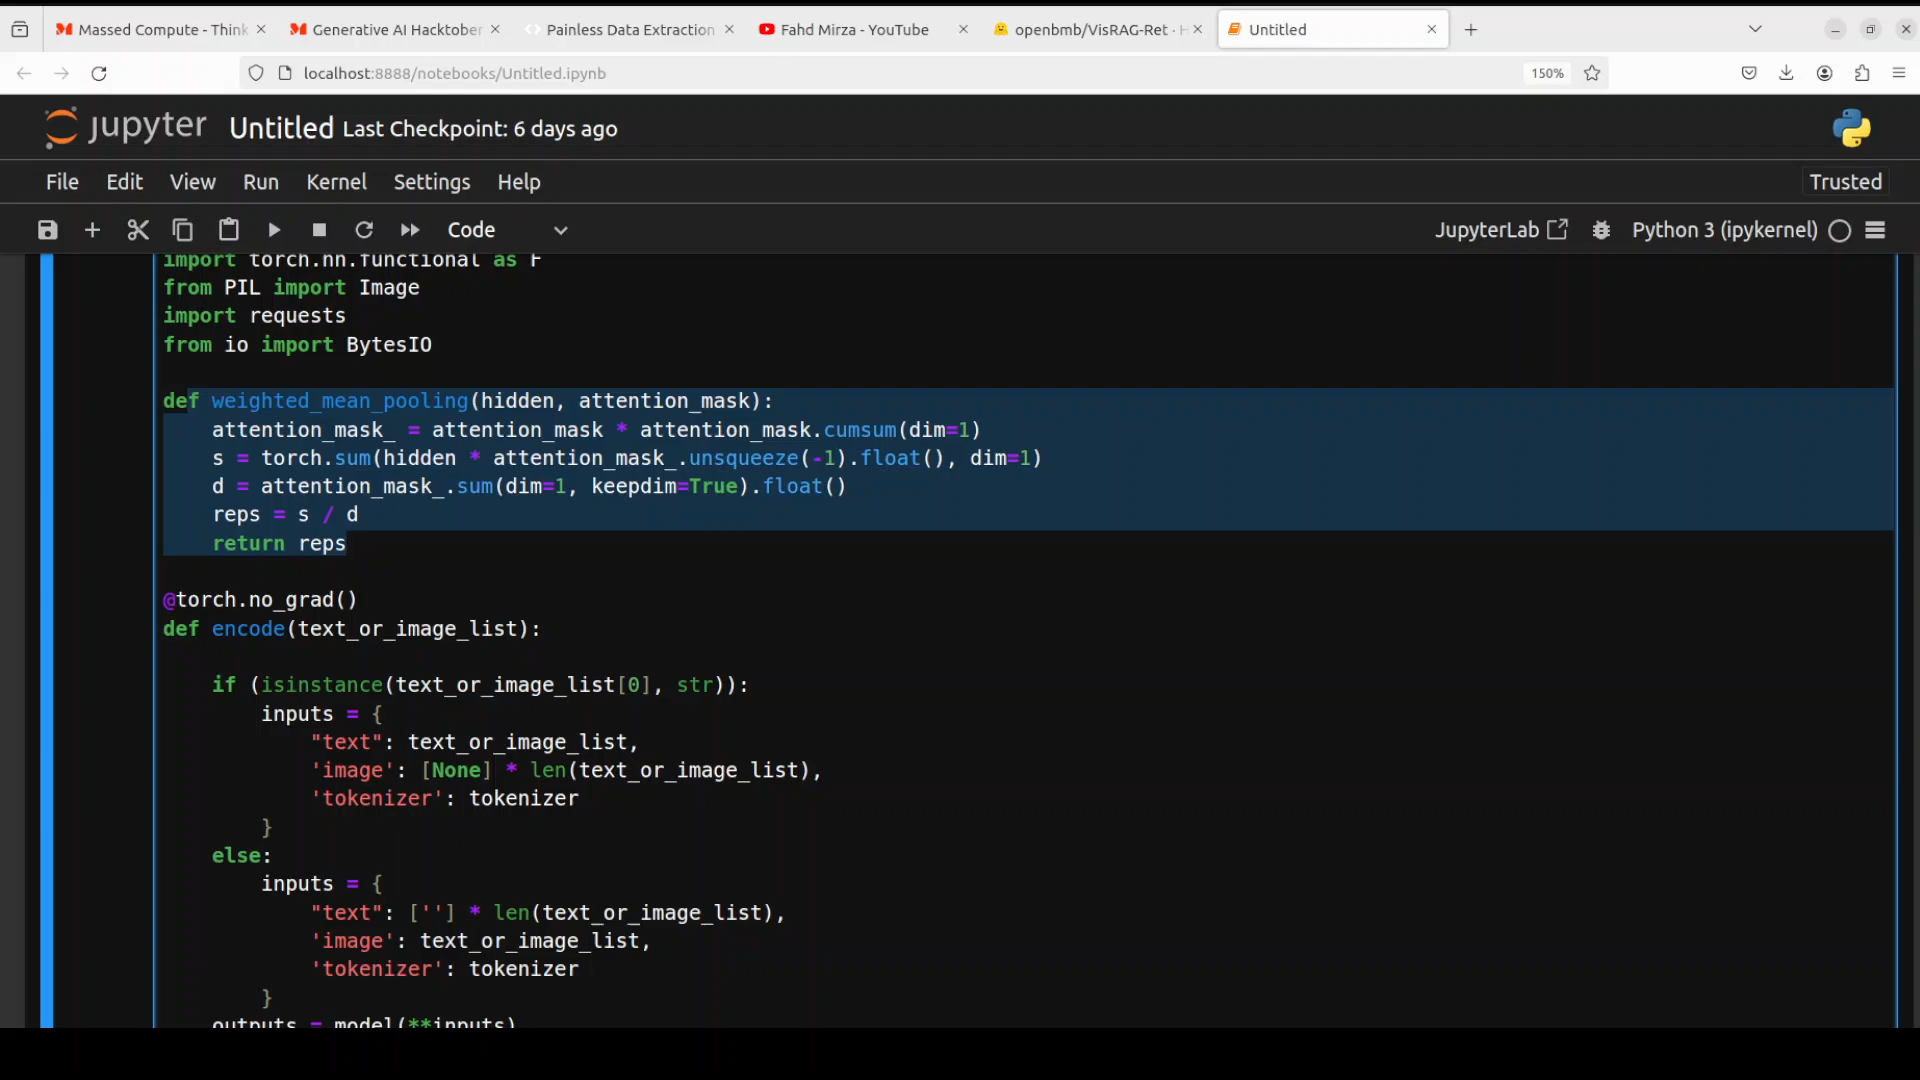 Massed Compute - Think
Generative AI Hacktober
Painless Data Extraction
Fahd Mirza - YouTube
openbmb/VisRAG-Ret · H
Untitled
localhost:8888/notebooks/Untitled.ipynb
150%
jupyter Untitled Last Checkpoint: 6 days ago
File Edit View Run Kernel Settings Help
Trusted
Code
JupyterLab
Python 3 (ipykernel)
import torch.nn.functional as F
from PIL import Image
import requests
from io import BytesIO
def weighted_mean_pooling(hidden, attention_mask):
    attention_mask_ = attention_mask * attention_mask.cumsum(dim=1)
    s = torch.sum(hidden * attention_mask_.unsqueeze(-1).float(), dim=1)
    d = attention_mask_.sum(dim=1, keepdim=True).float()
    reps = s / d
    return reps
@torch.no_grad()
def encode(text_or_image_list):
    if (isinstance(text_or_image_list[0], str)):
        inputs = {
            "text": text_or_image_list,
            'image': [None] * len(text_or_image_list),
            'tokenizer': tokenizer
        }
    else:
        inputs = {
            "text": [''] * len(text_or_image_list),
            'image': text_or_image_list,
            'tokenizer': tokenizer
        }
    outputs = model(**inputs)